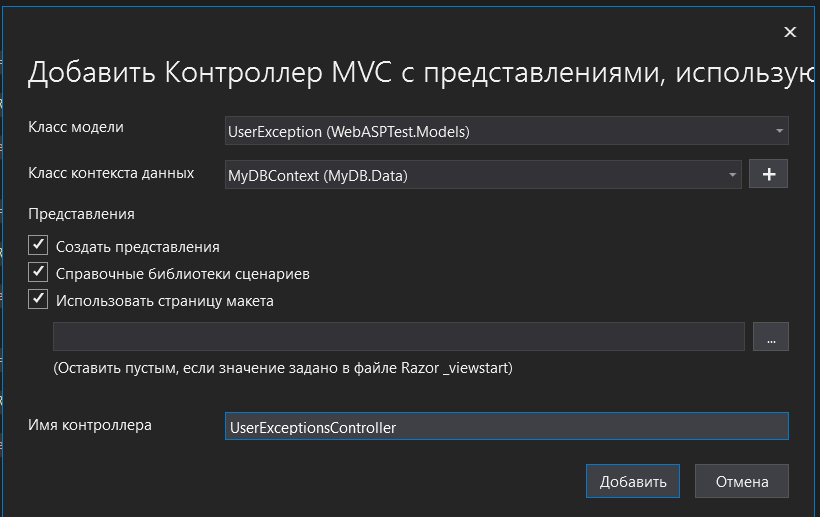 Добавить Контроллер MVC с представлениями, использую
Класс модели
UserException (WebASPTest.Models)
Класс контекста данных
MyDBContext (MyDB.Data)
+
Представления
Создать представления
Справочные библиотеки сценариев
Использовать страницу макета
...
(Оставить пустым, если значение задано в файле Razor _viewstart)
Имя контроллера
UserExceptionsController
Добавить
Отмена